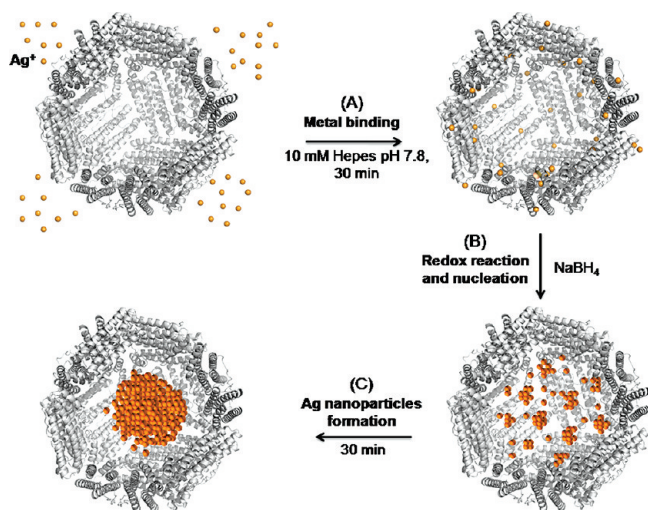 Ag⁺
(A)
Metal binding
10 mM Hepes pH 7.8,
30 min
(B)
Redox reaction
and nucleation
NaBH₄
(C)
Ag nanoparticles
formation
30 min